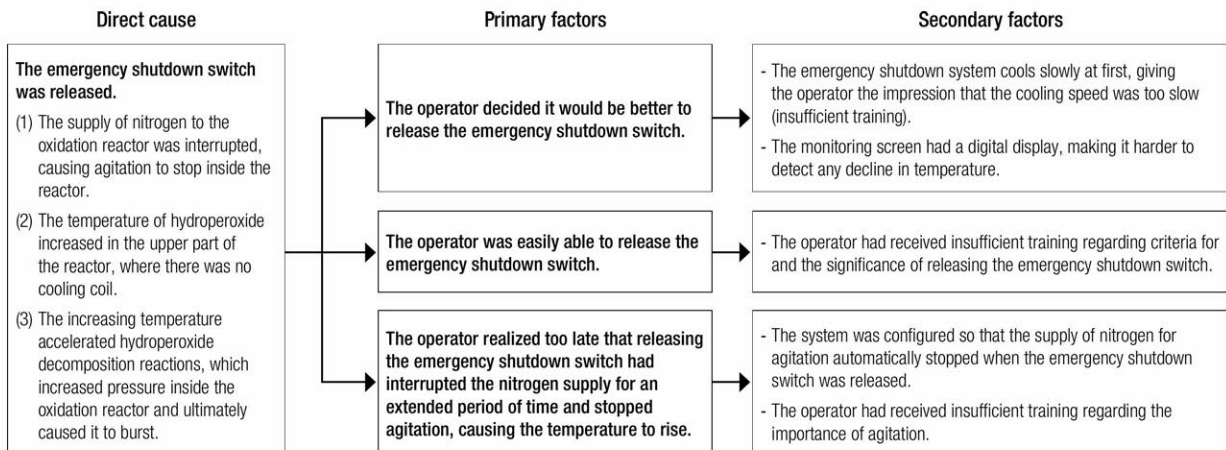 Direct cause
Primary factors
Secondary factors
The emergency shutdown switch
was released.
(1) The supply of nitrogen to the
oxidation reactor was interrupted,
causing agitation to stop inside the
reactor.
(2) The temperature of hydroperoxide
increased in the upper part of
the reactor, where there was no
cooling coil.
(3) The increasing temperature
accelerated hydroperoxide
decomposition reactions, which
increased pressure inside the
oxidation reactor and ultimately
caused it to burst.
The operator decided it would be better to
release the emergency shutdown switch.
- The emergency shutdown system cools slowly at first, giving
the operator the impression that the cooling speed was too slow
(insufficient training).
- The monitoring screen had a digital display, making it harder to
detect any decline in temperature.
The operator was easily able to release the
emergency shutdown switch.
- The operator had received insufficient training regarding criteria for
and the significance of releasing the emergency shutdown switch.
The operator realized too late that releasing
the emergency shutdown switch had
interrupted the nitrogen supply for an
extended period of time and stopped
agitation, causing the temperature to rise.
- The system was configured so that the supply of nitrogen for
agitation automatically stopped when the emergency shutdown
switch was released.
- The operator had received insufficient training regarding the
importance of agitation.